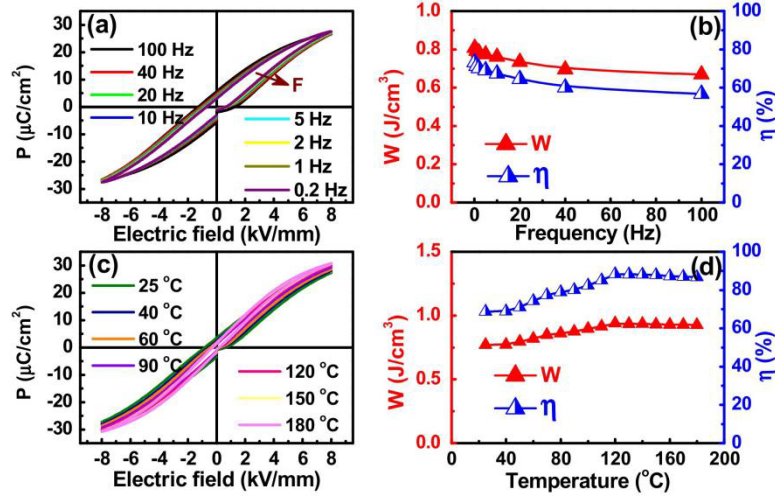 (a)
100 Hz
40 Hz
20 Hz
10 Hz
F
5 Hz
2 Hz
1 Hz
0.2 Hz
P (μC/cm²)
30
20
10
0
-10
-20
-30
-8 -6 -4 -2 0 2 4 6 8
Electric field (kV/mm)
(b)
W (J/cm³)
1.0
0.8
0.6
0.4
0.2
0.0
W
η
100
80
60
40
20
0
η (%)
0 20 40 60 80 100
Frequency (Hz)
(c)
25 °C
40 °C
60 °C
90 °C
120 °C
150 °C
180 °C
P (μC/cm²)
30
20
10
0
-10
-20
-30
-8 -6 -4 -2 0 2 4 6 8
Electric field (kV/mm)
(d)
W (J/cm³)
1.5
1.0
0.5
0.0
W
η
100
80
60
40
20
0
η (%)
0 40 80 120 160 200
Temperature (°C)